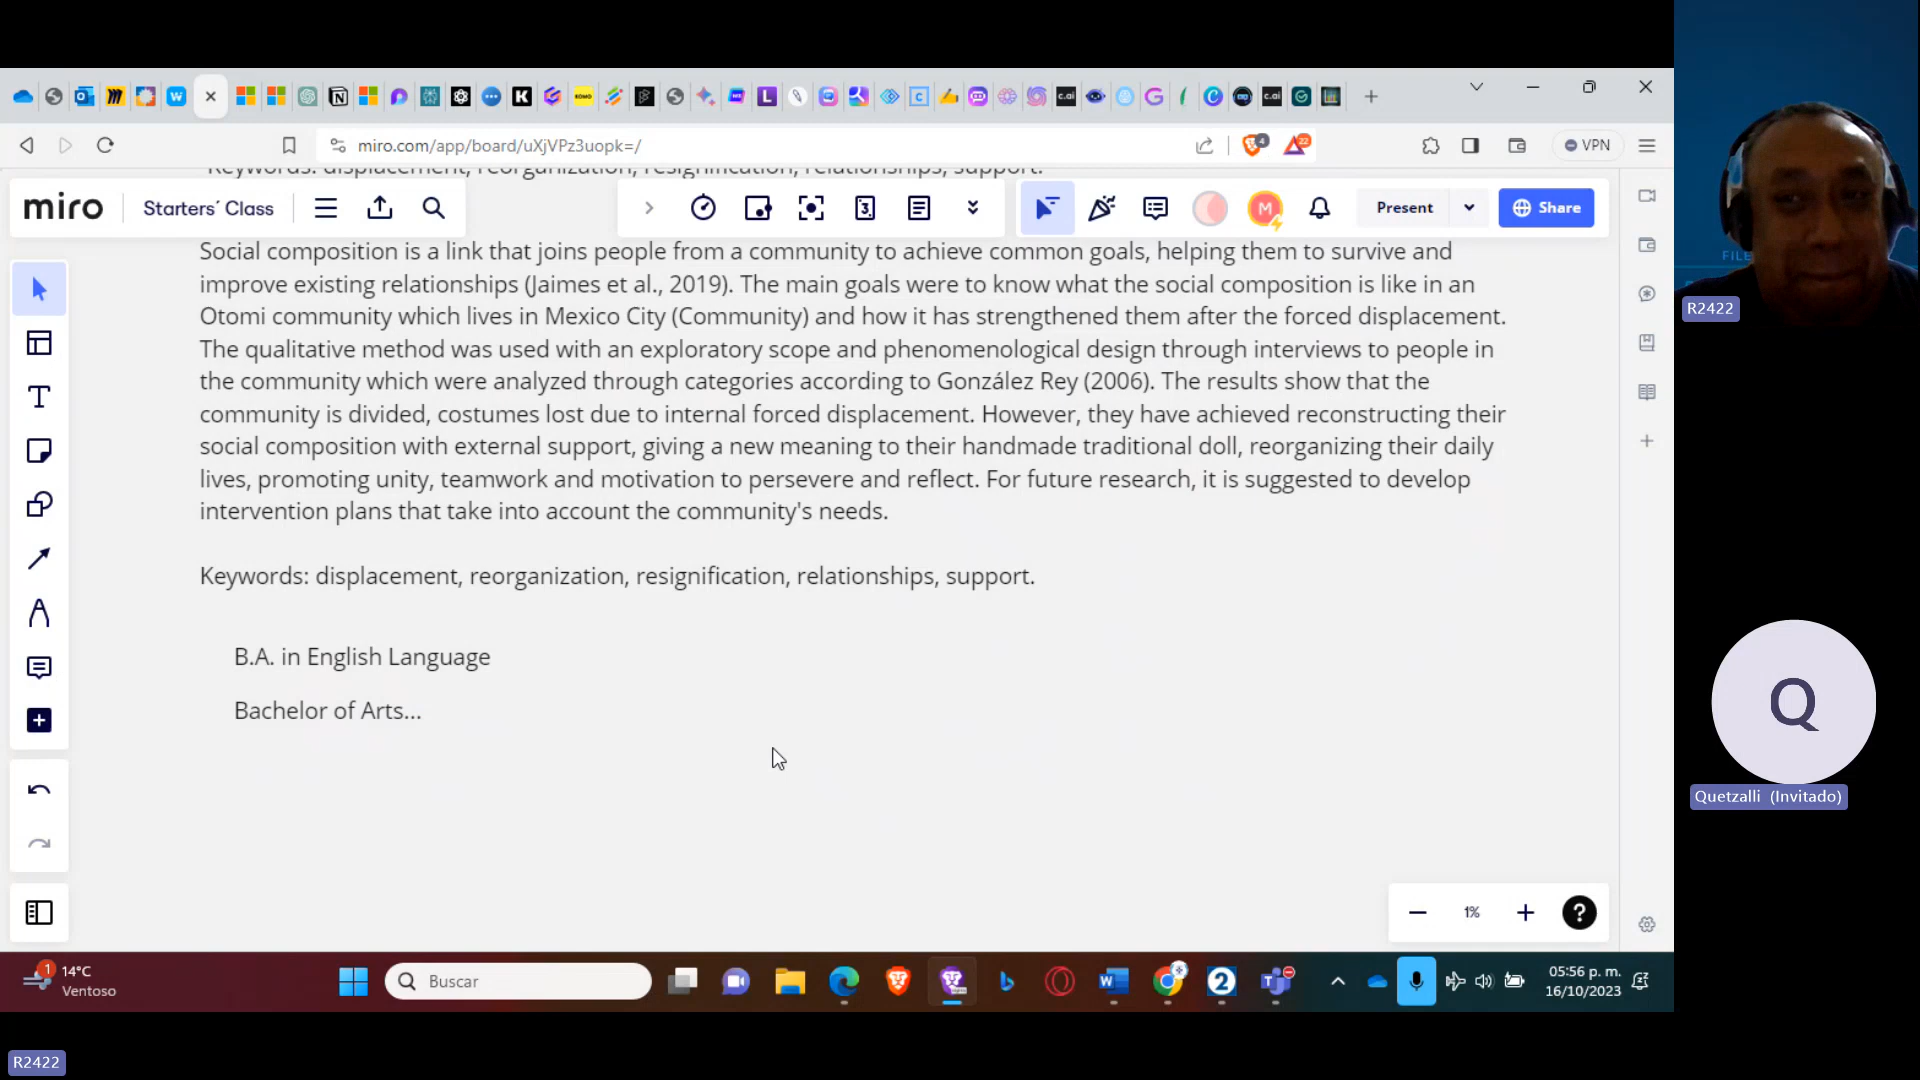 miro.com/app/board/uXjVPz3uopk=/
VPN
Keywords: displacement, reorganization, resignification, relationships, support.
miro
Starters´ Class
Present
Share
Social composition is a link that joins people from a community to achieve common goals, helping them to survive and
improve existing relationships (Jaimes et al., 2019). The main goals were to know what the social composition is like in an
Otomi community which lives in Mexico City (Community) and how it has strengthened them after the forced displacement.
The qualitative method was used with an exploratory scope and phenomenological design through interviews to people in
the community which were analyzed through categories according to González Rey (2006). The results show that the
community is divided, costumes lost due to internal forced displacement. However, they have achieved reconstructing their
social composition with external support, giving a new meaning to their handmade traditional doll, reorganizing their daily
lives, promoting unity, teamwork and motivation to persevere and reflect. For future research, it is suggested to develop
intervention plans that take into account the community's needs.
Keywords: displacement, reorganization, resignification, relationships, support.
B.A. in English Language
Bachelor of Arts...
1%
14°C
Ventoso
Buscar
05:56 p. m.
16/10/2023
R2422
FILE
R2422
Q
Quetzalli (Invitado)